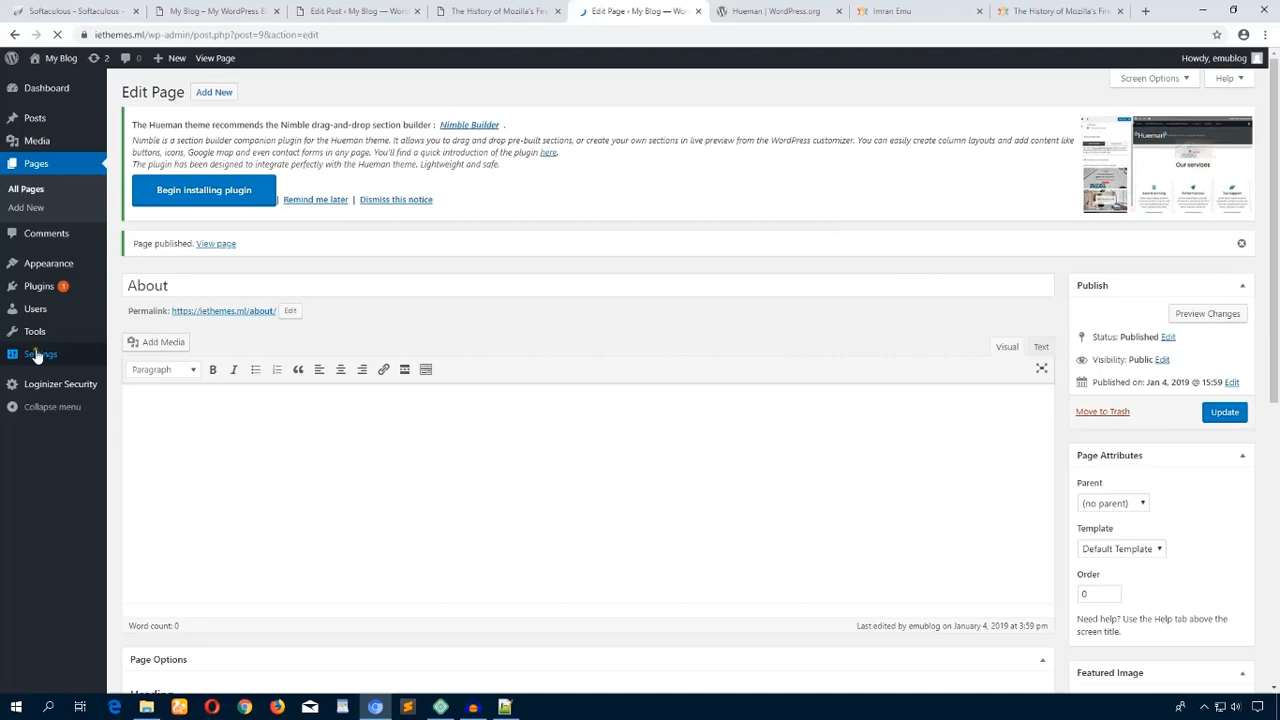 Softaculous - Softaculous -
My Blog - WordPress
Edit Post ‹ My Blog — Wor
The History of Mozilla's Fire
Edit Page ‹ My Blog — Wor
Hueman | WordPress.org
Imran Emu
The History of Mozilla's Fire
iethemes.ml/wp-admin/post.php?post=9&action=edit
My Blog
2
0
New
View Page
Howdy, emublog
Dashboard
Posts
Media
Pages
All Pages
Add New
Comments
Appearance
Plugins 1
Users
Tools
Settings
Loginizer Security
Collapse menu
Screen Options
Help
Edit Page
Add New
The Hueman theme recommends the Nimble drag-and-drop section builder : Nimble Builder
Nimble is a section builder companion plugin for the Hueman theme. It allows you to drag and drop pre-built sections, or create your own sections in live preview from the WordPress customizer. You can easily create column layouts and add content like
buttons, icons, Google map and even contact forms in any page. You'll find a quick introduction of the plugin here.
The plugin has been designed to integrate perfectly with the Hueman theme. Lightweight and safe.
Begin installing plugin | Remind me later | Dismiss this notice
Hueman
Our services
Page published. View page
About
Permalink: https://iethemes.ml/about/ Edit
Add Media
Visual
Text
Paragraph
Word count: 0
Last edited by emublog on January 4, 2019 at 3:59 pm
Page Options
Heading
Publish
Preview Changes
Status: Published Edit
Visibility: Public Edit
Published on: Jan 4, 2019 @ 15:59 Edit
Move to Trash
Update
Page Attributes
Parent
(no parent)
Template
Default Template
Order
0
Need help? Use the Help tab above the
screen title.
Featured Image